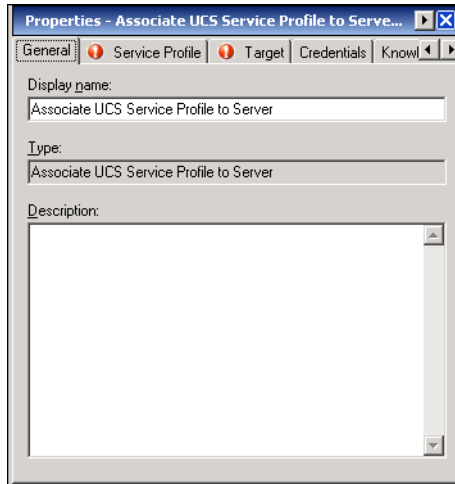 Properties - Associate UCS Service Profile to Serve...
General Service Profile Target Credentials Knowl
Display name:
Associate UCS Service Profile to Server
Type:
Associate UCS Service Profile to Server
Description: